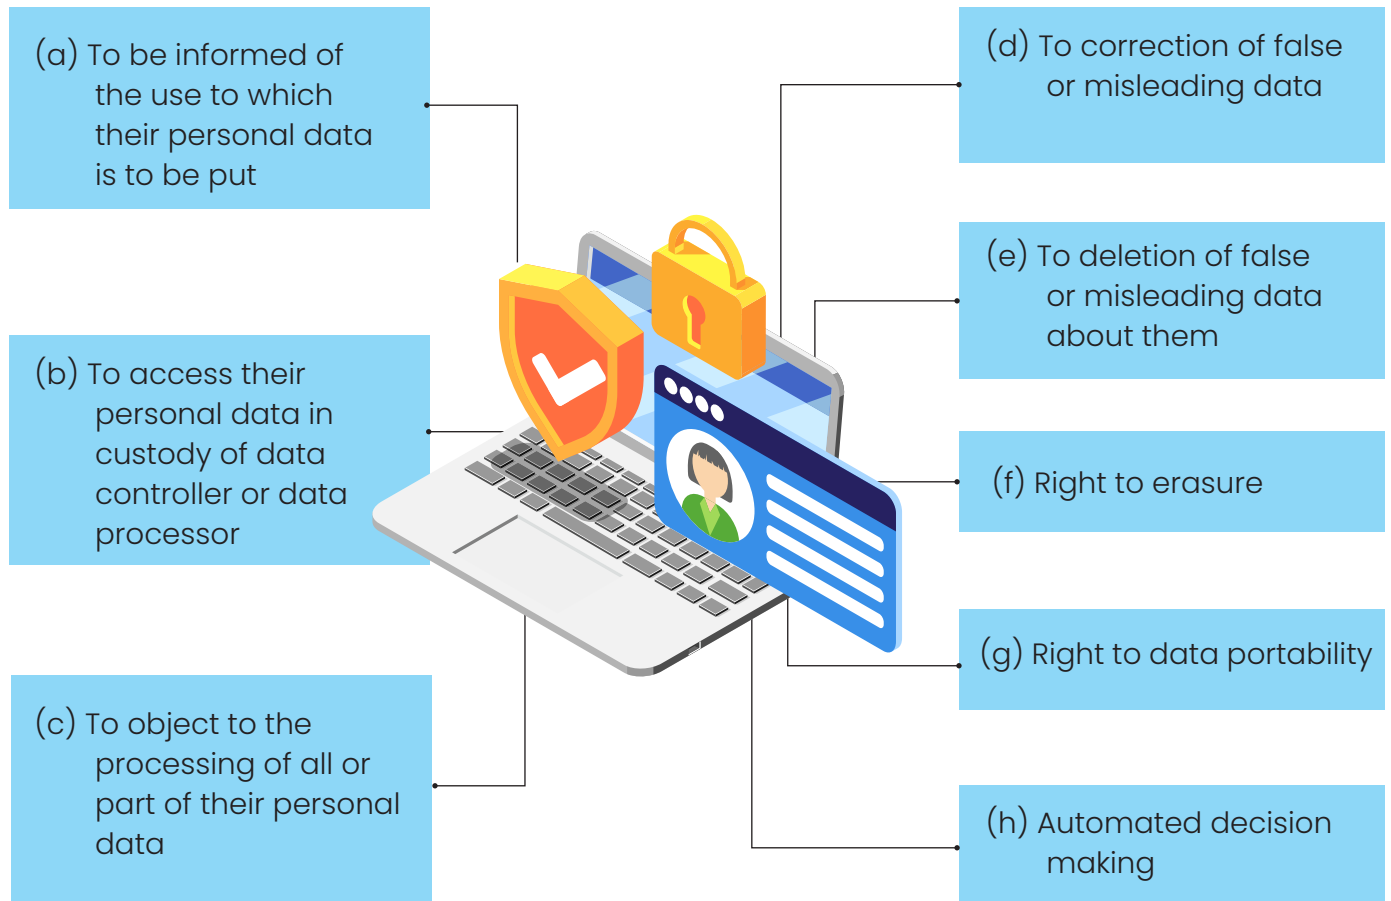 (a) To be informed of
the use to which
their personal data
is to be put
(b) To access their
personal data in
custody of data
controller or data
processor
(c) To object to the
processing of all or
part of their personal
data
(d) To correction of false
or misleading data
(e) To deletion of false
or misleading data
about them
(f) Right to erasure
(g) Right to data portability
(h) Automated decision
making